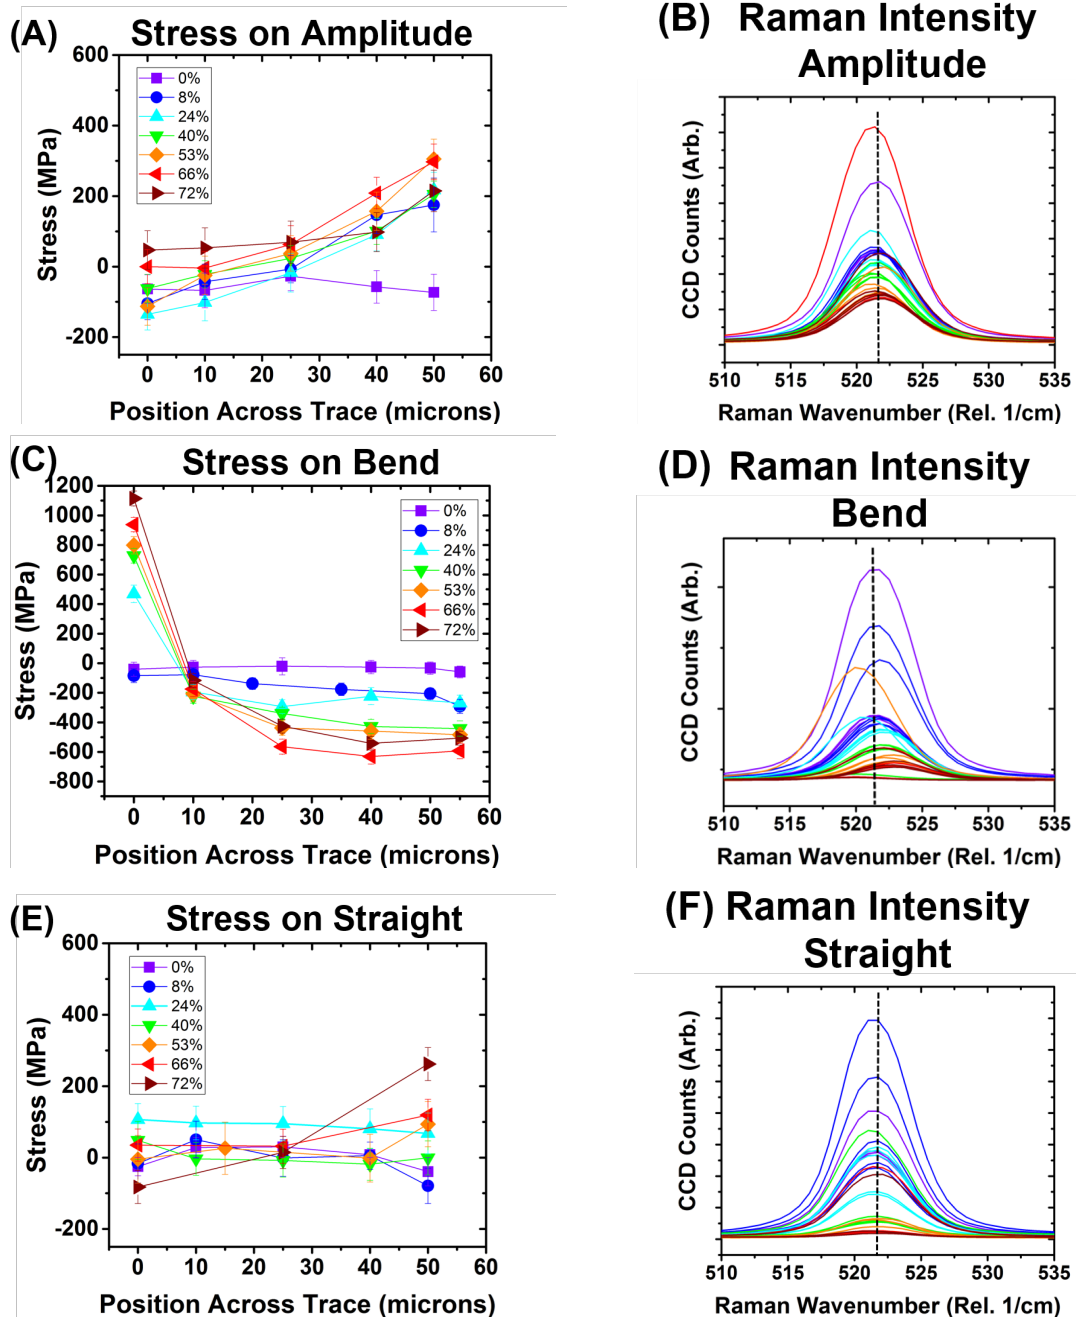 (A) Stress on Amplitude
600
400
200
0
-200
Stress (MPa)
0%
8%
24%
40%
53%
66%
72%
0 10 20 30 40 50 60
Position Across Trace (microns)
(B) Raman Intensity
Amplitude
CCD Counts (Arb.)
510 515 520 525 530 535
Raman Wavenumber (Rel. 1/cm)
(C) Stress on Bend
1200
1000
800
600
400
200
0
-200
-400
-600
-800
Stress (MPa)
0%
8%
24%
40%
53%
66%
72%
0 10 20 30 40 50 60
Position Across Trace (microns)
(D) Raman Intensity
Bend
CCD Counts (Arb.)
510 515 520 525 530 535
Raman Wavenumber (Rel. 1/cm)
(E) Stress on Straight
600
400
200
0
-200
Stress (MPa)
0%
8%
24%
40%
53%
66%
72%
0 10 20 30 40 50 60
Position Across Trace (microns)
(F) Raman Intensity
Straight
CCD Counts (Arb.)
510 515 520 525 530 535
Raman Wavenumber (Rel. 1/cm)